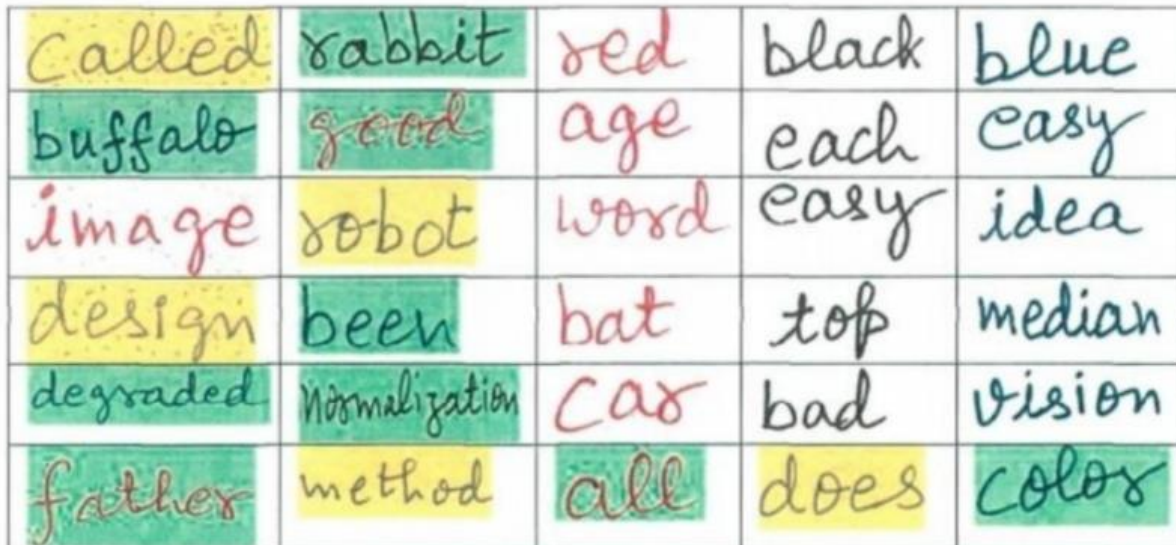 called rabbit red black blue
buffalo good age each easy
image robot word easy idea
design been bat top median
degraded normalization car bad vision
father method all does color